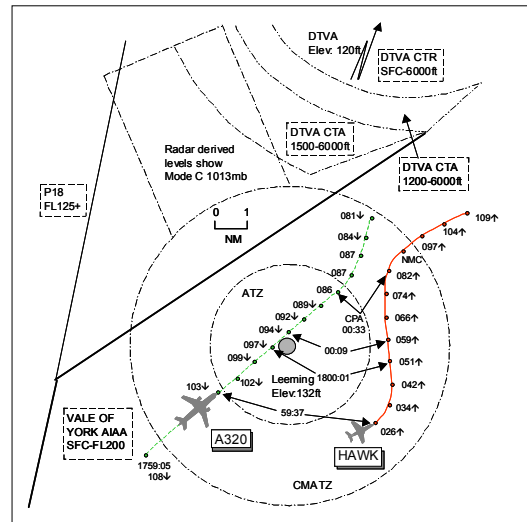 DTVA
Elev: 120ft
DTVA CTR
SFC-6000ft
DTVA CTA
1500-6000ft
Radar derived
levels show
Mode C 1013mb
DTVA CTA
1200-6000ft
P18
FL125+
0 1
NM
081↓
109↑
104↑
084↓
097↑
087
NMC
087
082↑
086
ATZ
074↑
089↓
092↓
CPA
00:33
066↑
094↓
00:09
059↑
097↓
099↓
1800:01
051↑
Leeming
Elev:132ft
102↓
103↓
042↑
59:37
034↑
VALE OF
YORK AIAA
SFC-FL200
A320
026↑
HAWK
1759:05
108↓
CMATZ